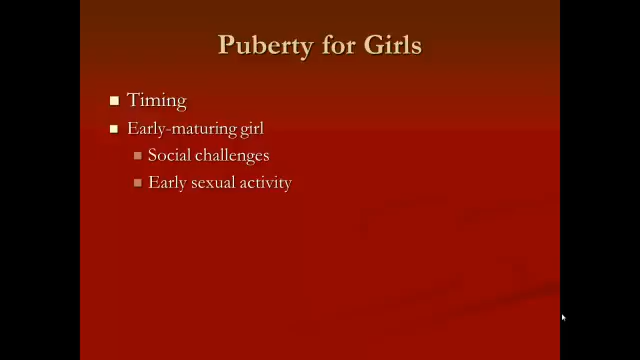 Puberty for Girls
Timing
Early-maturing girl
Social challenges
Early sexual activity